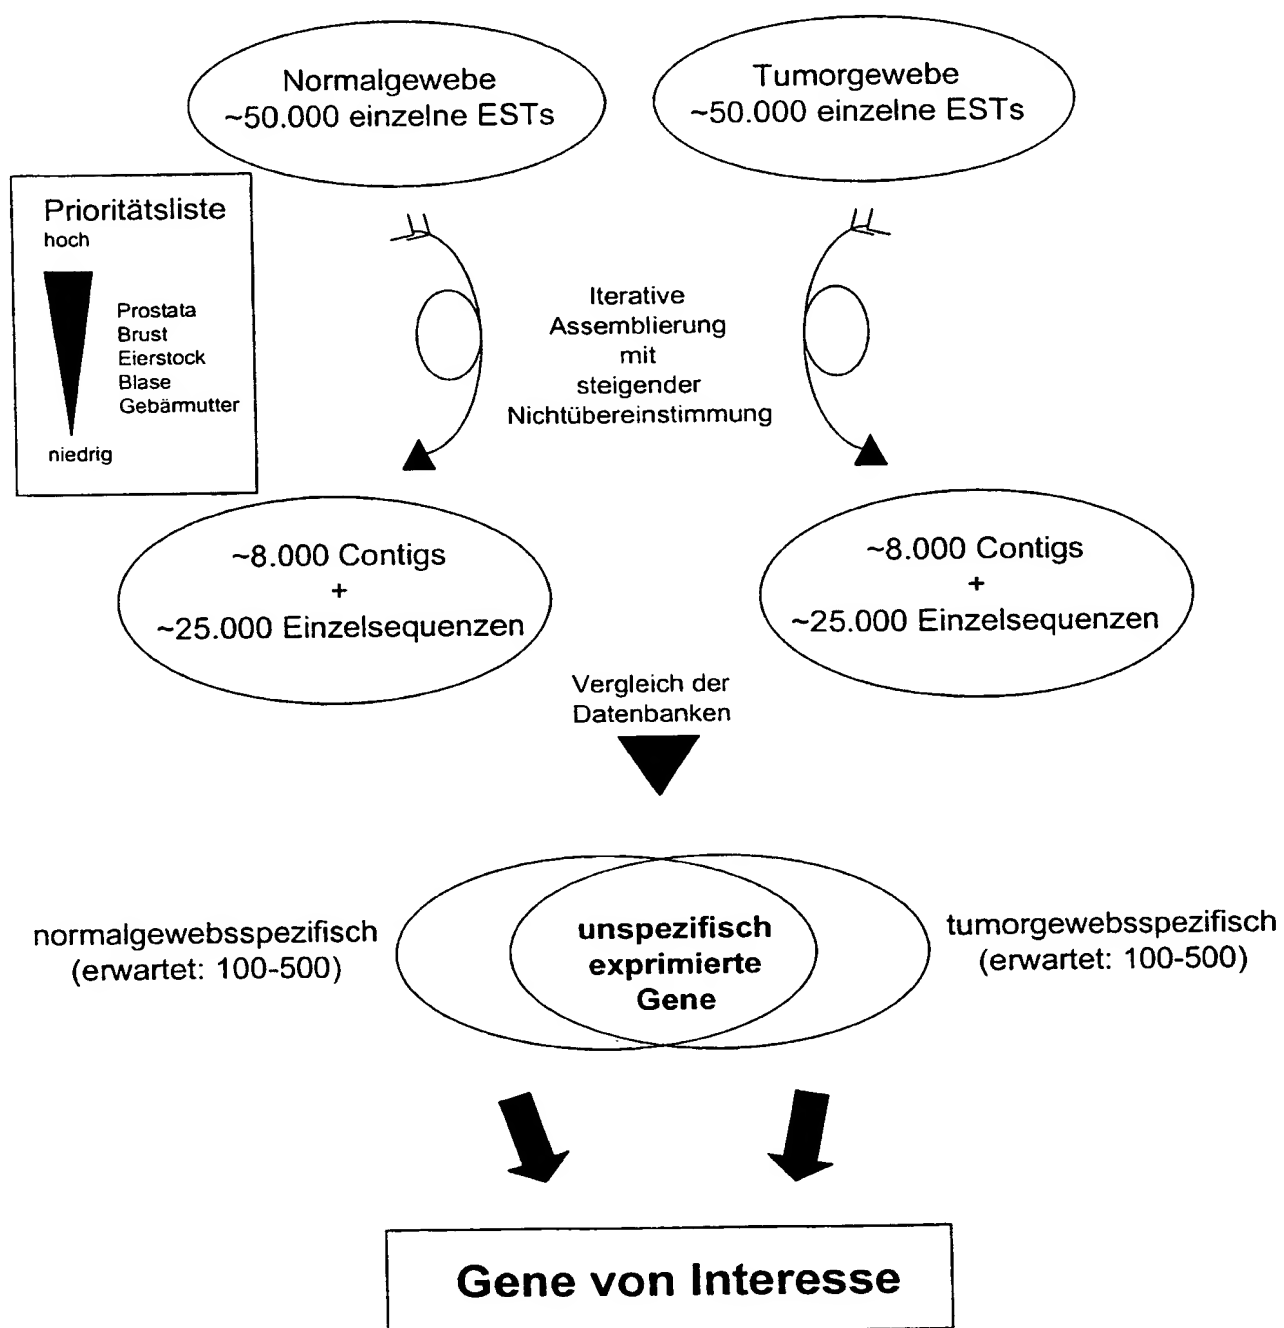 Normalgewebe
~50.000 einzelne ESTs
Tumorgewebe
~50.000 einzelne ESTs
Prioritätsliste
hoch
Prostata
Brust
Eierstock
Blase
Gebärmutter
niedrig
Iterative
Assemblierung
mit
steigender
Nichtübereinstimmung
~8.000 Contigs
+
~25.000 Einzelsequenzen
~8.000 Contigs
+
~25.000 Einzelsequenzen
Vergleich der
Datenbanken
normalgewebsspezifisch
(erwartet: 100-500)
unspezifisch
exprimierte
Gene
tumorgewebsspezifisch
(erwartet: 100-500)
Gene von Interesse